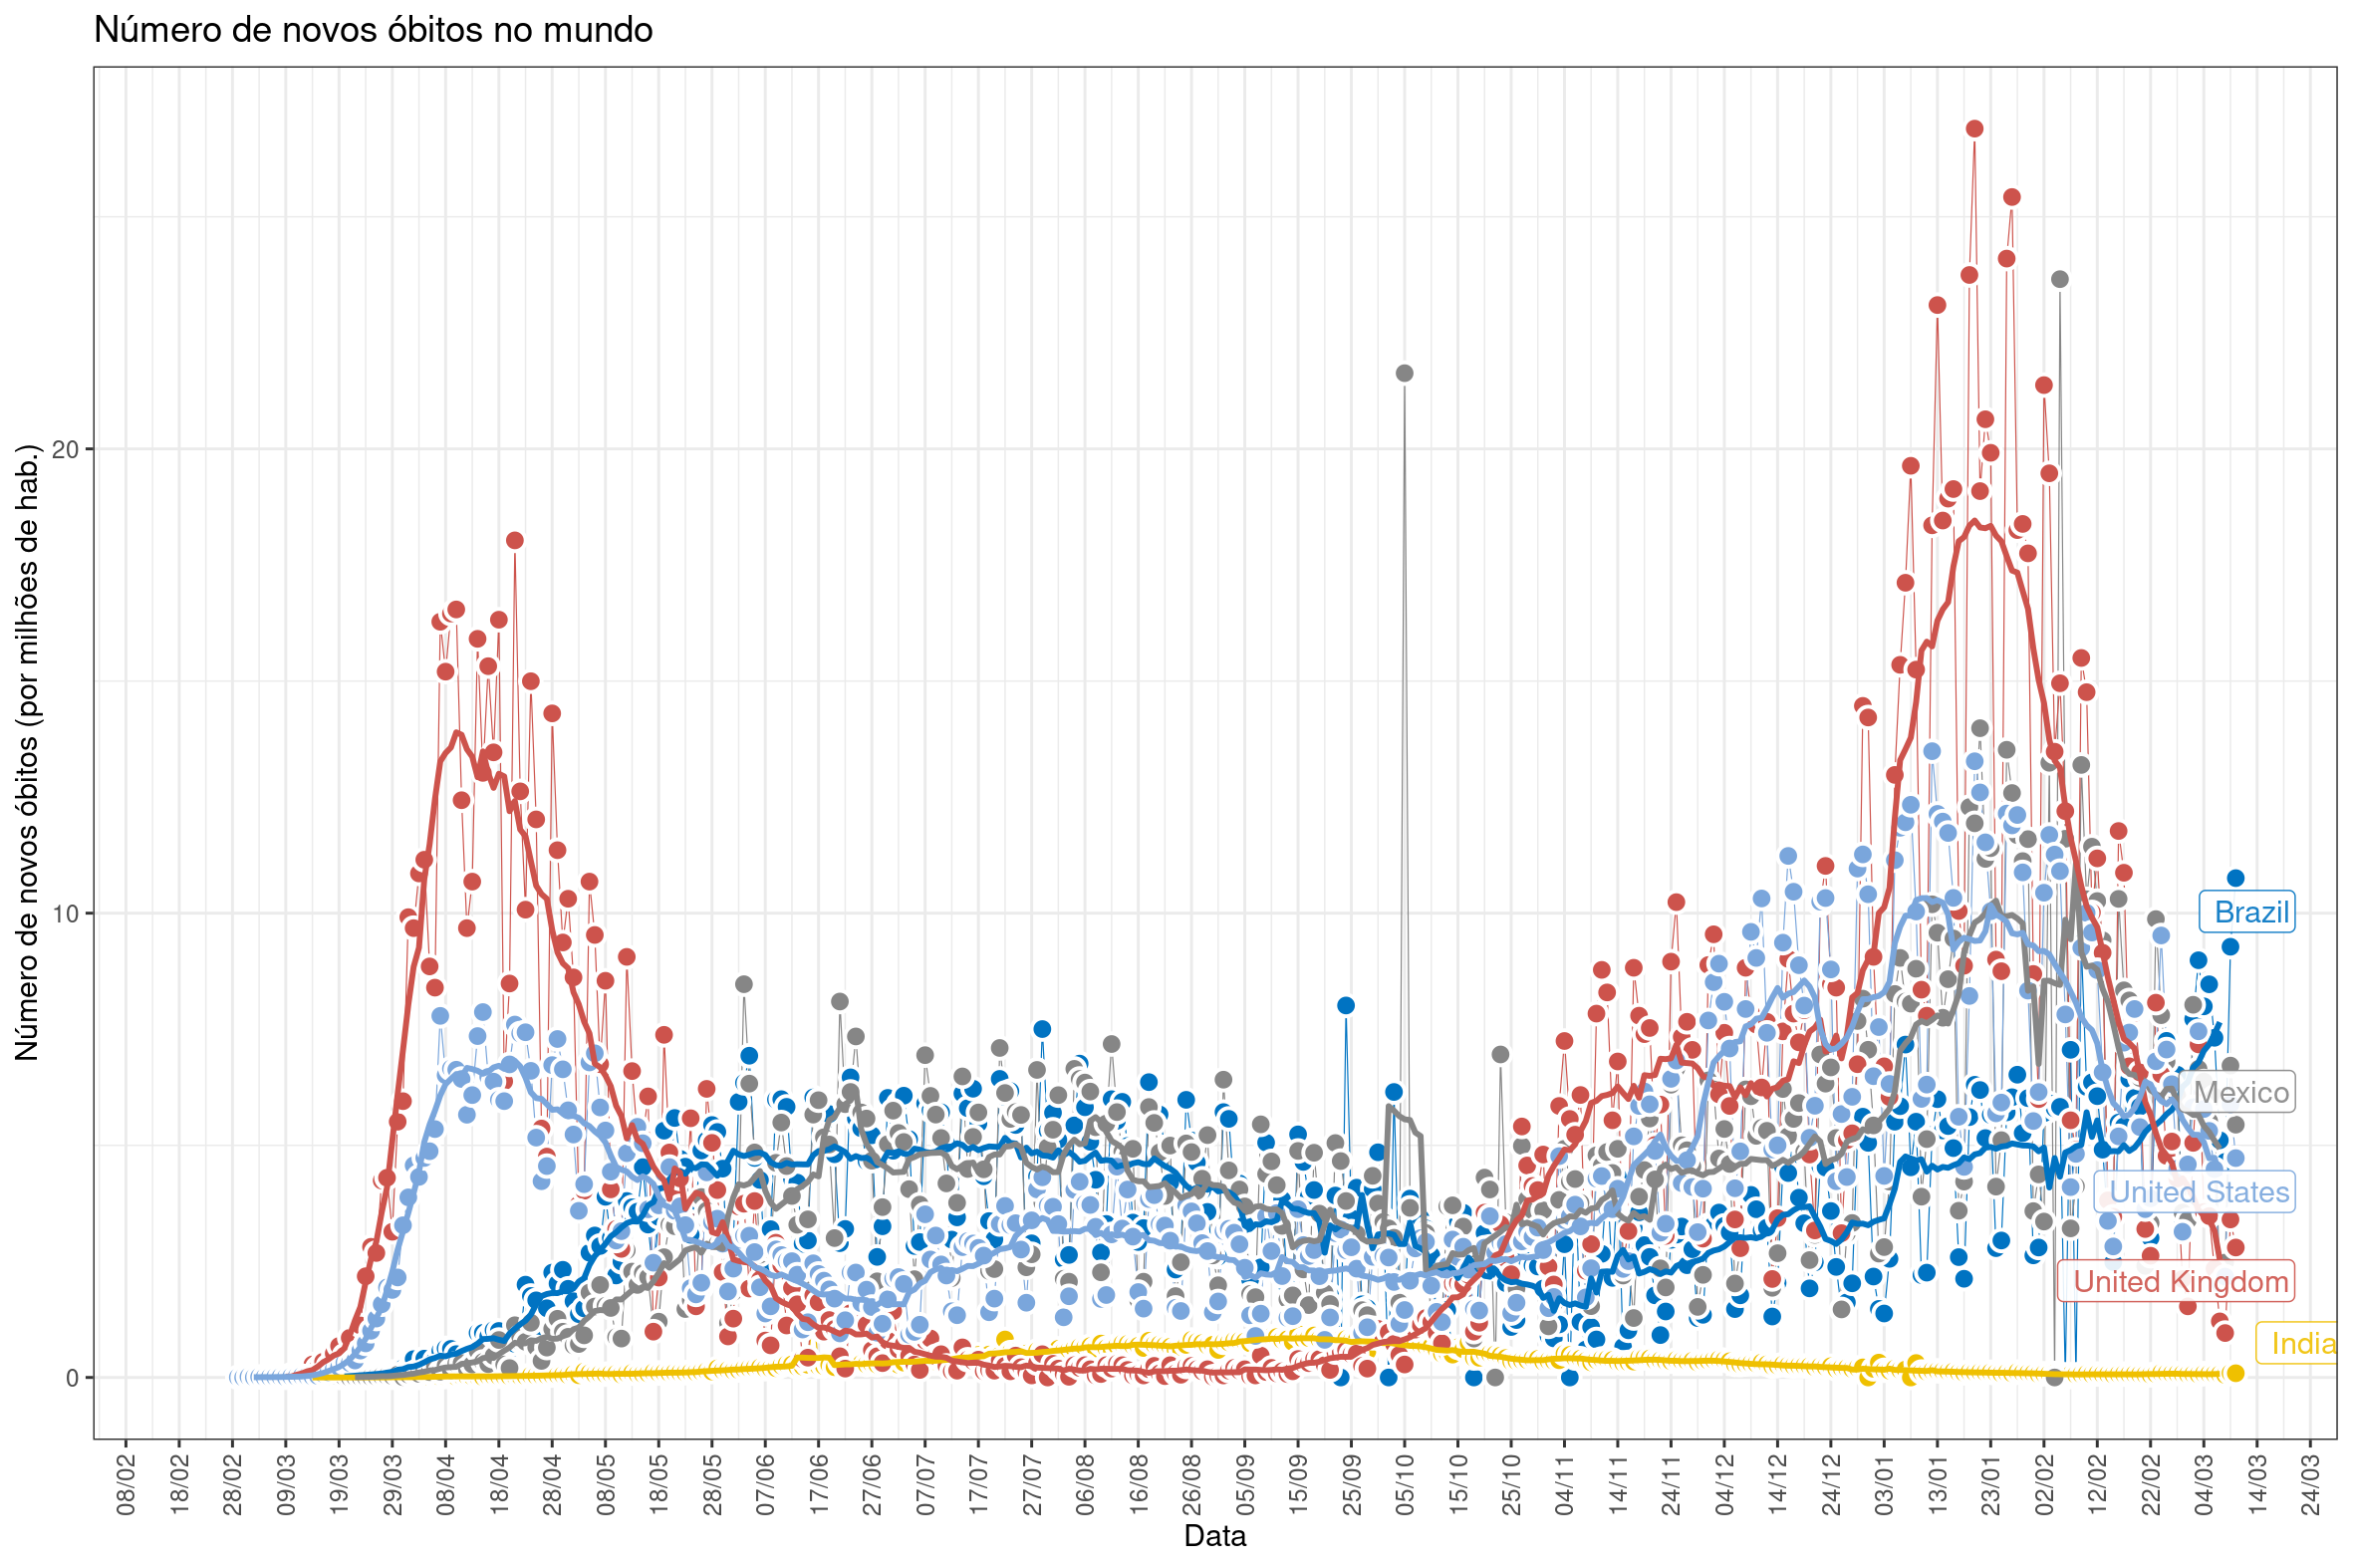 Número de novos óbitos no mundo
Número de novos óbitos (por milhões de hab.)
20
10
0
Brazil
Mexico
United States
United Kingdom
India
08/02 18/02 28/02 09/03 19/03 29/03 08/04 18/04 28/04 08/05 18/05 28/05 07/06 17/06 27/06 07/07 17/07 27/07 06/08 16/08 26/08 05/09 15/09 25/09 05/10 15/10 25/10 04/11 14/11 24/11 04/12 14/12 24/12 03/01 13/01 23/01 02/02 12/02 22/02 04/03 14/03 24/03
Data